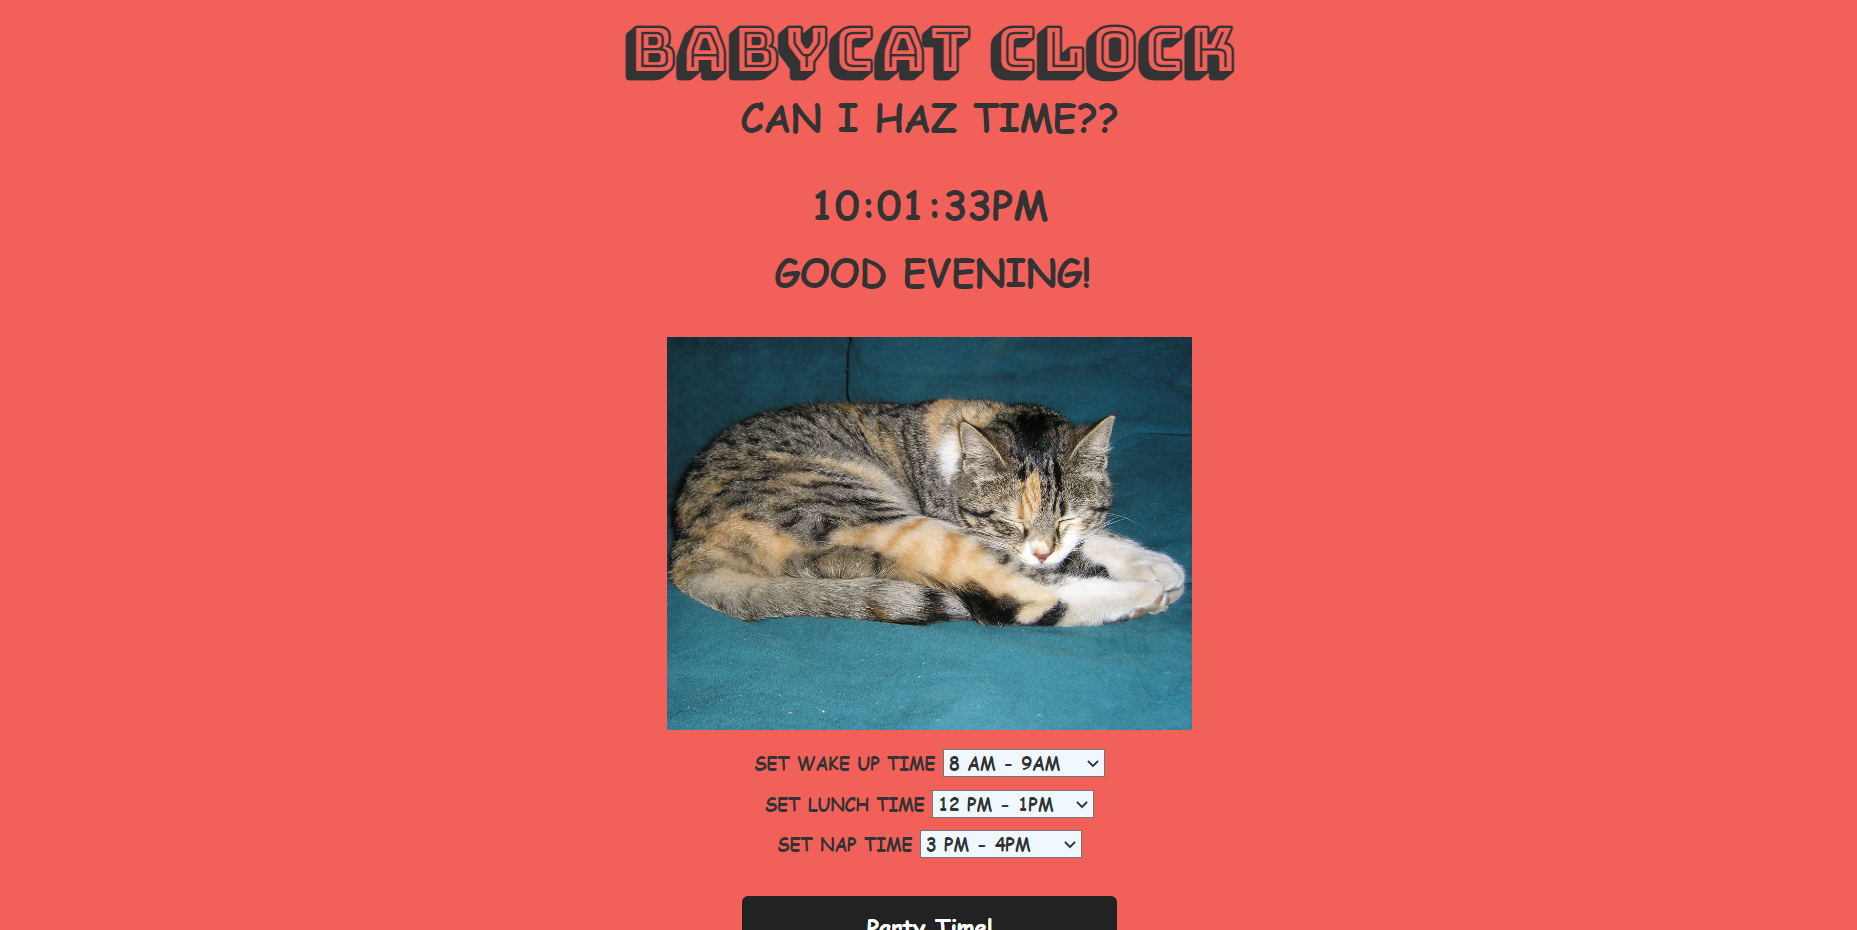 BABYCAT CLOCK
CAN I HAZ TIME??
10:01:33PM
GOOD EVENING!
SET WAKE UP TIME 8 AM - 9AM
SET LUNCH TIME 12 PM - 1PM
SET NAP TIME 3 PM - 4PM
Party Time!